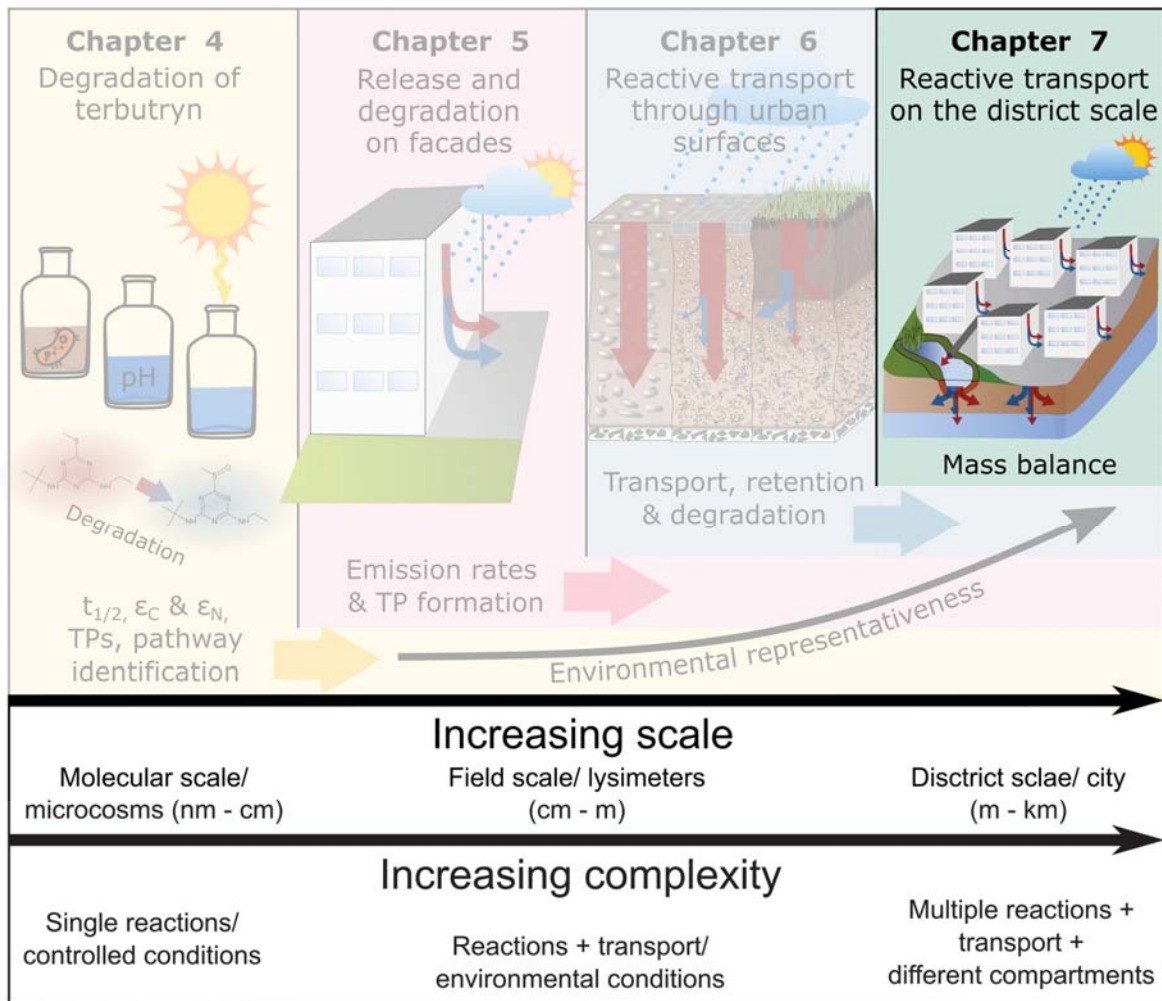 Chapter 4
Degradation of
terbutryn
pH
Degradation
t1/2, εC & εN,
TPs, pathway
identification
Chapter 5
Release and
degradation
on facades
Emission rates
& TP formation
Chapter 6
Reactive transport
through urban
surfaces
Transport, retention
& degradation
Chapter 7
Reactive transport
on the district scale
Mass balance
Environmental representativeness
Increasing scale
Molecular scale/
microcosms (nm - cm)
Field scale/ lysimeters
(cm - m)
Disctrict sclae/ city
(m - km)
Increasing complexity
Single reactions/
controlled conditions
Reactions + transport/
environmental conditions
Multiple reactions +
transport +
different compartments